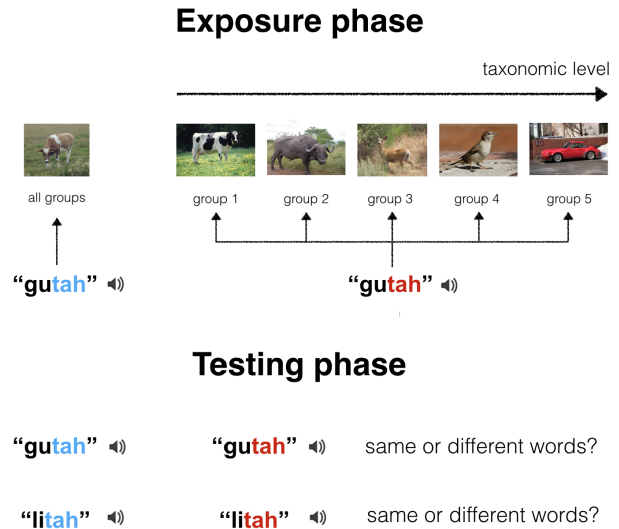 Exposure phase
taxonomic level
all groups
group 1 group 2 group 3 group 4 group 5
“gutah” “gutah”
Testing phase
“gutah” “gutah” same or different words?
“litah” “litah” same or different words?